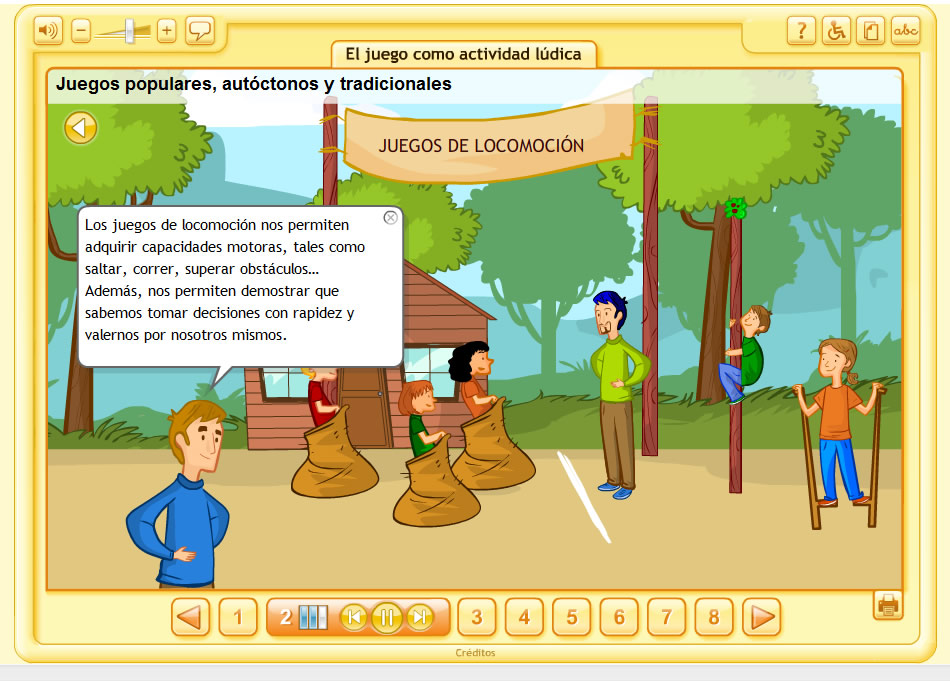 ? abc
El juego como actividad lúdica
Juegos populares, autóctonos y tradicionales
JUEGOS DE LOCOMOCIÓN
Los juegos de locomoción nos permiten
adquirir capacidades motoras, tales como
saltar, correr, superar obstáculos...
Además, nos permiten demostrar que
sabemos tomar decisiones con rapidez y
valernos por nosotros mismos.
1 2 3 4 5 6 7 8
Créditos